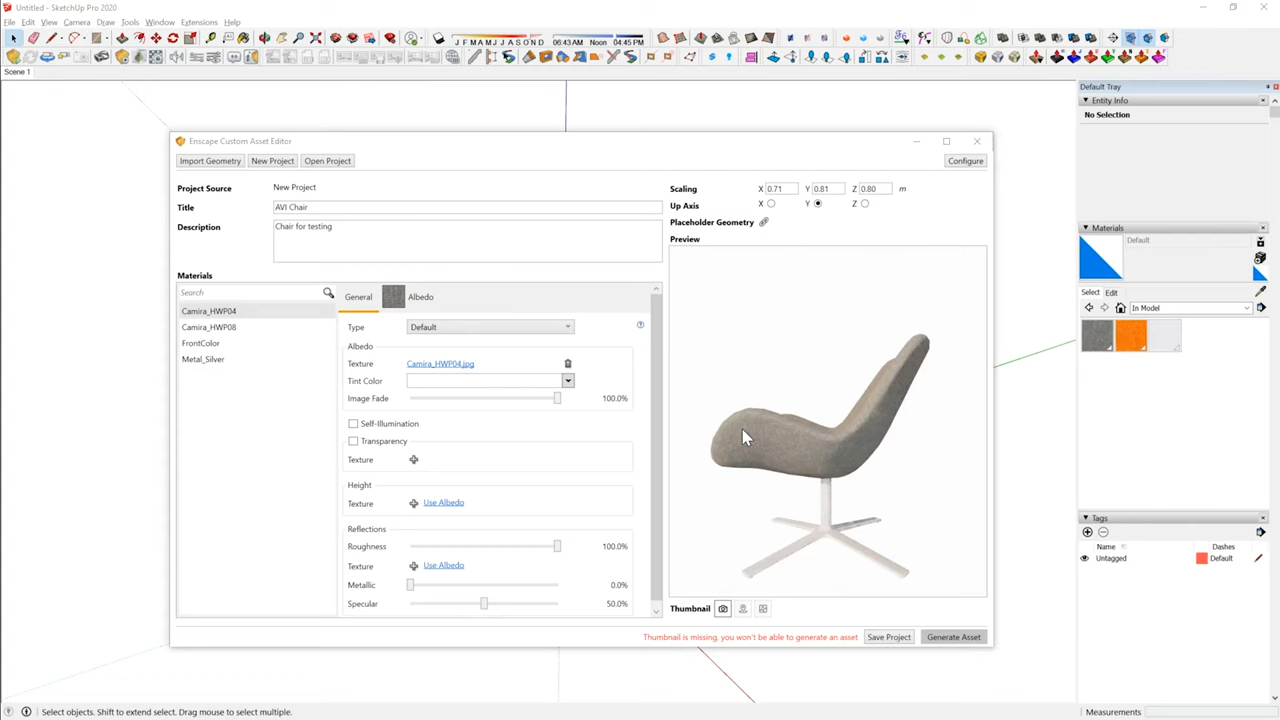 Untitled - SketchUp Pro 2020
File Edit View Camera Draw Tools Window Extensions Help
J F M A M J J A S O N D 06:43 AM Noon 04:45 PM
Scene 1
Default Tray
Entity Info
No Selection
Materials
Default
Select Edit
In Model
Tags
Name Dashes
Untagged Default
Enscape Custom Asset Editor
Import Geometry New Project Open Project Configure
Project Source New Project
Title AVI Chair
Description Chair for testing
Scaling X 0.71 Y 0.81 Z 0.80 m
Up Axis X Y Z
Placeholder Geometry
Preview
Materials
Search
Camira_HWP04
Camira_HWP08
FrontColor
Metal_Silver
General Albedo
Type Default
Albedo
Texture Camira_HWP04.jpg
Tint Color
Image Fade 100.0%
Self-Illumination
Transparency
Texture
Height
Texture Use Albedo
Reflections
Roughness 100.0%
Texture Use Albedo
Metallic 0.0%
Specular 50.0%
Thumbnail
Thumbnail is missing, you won't be able to generate an asset Save Project Generate Asset
Select objects. Shift to extend select. Drag mouse to select multiple. Measurements